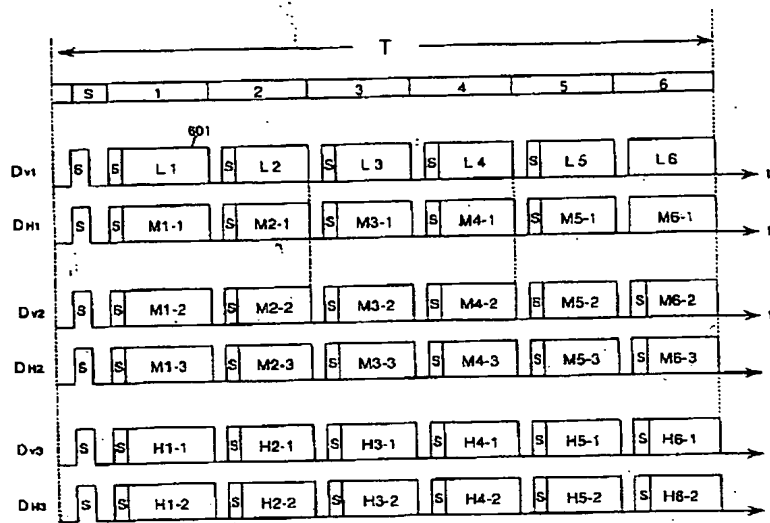 T
S 1 2 3 4 5 6
601
Dv1 S S L1 S L2 S L3 S L4 S L5 L6 t
DH1 S S M1-1 S M2-1 S M3-1 S M4-1 S M5-1 M6-1 t
Dv2 S S M1-2 S M2-2 S M3-2 S M4-2 S M5-2 S M6-2 t
DH2 S S M1-3 S M2-3 S M3-3 S M4-3 S M5-3 S M6-3
Dv3 S S H1-1 S H2-1 S H3-1 S H4-1 S H5-1 S H6-1
DH3 S S H1-2 S H2-2 S H3-2 S H4-2 S H5-2 S H6-2